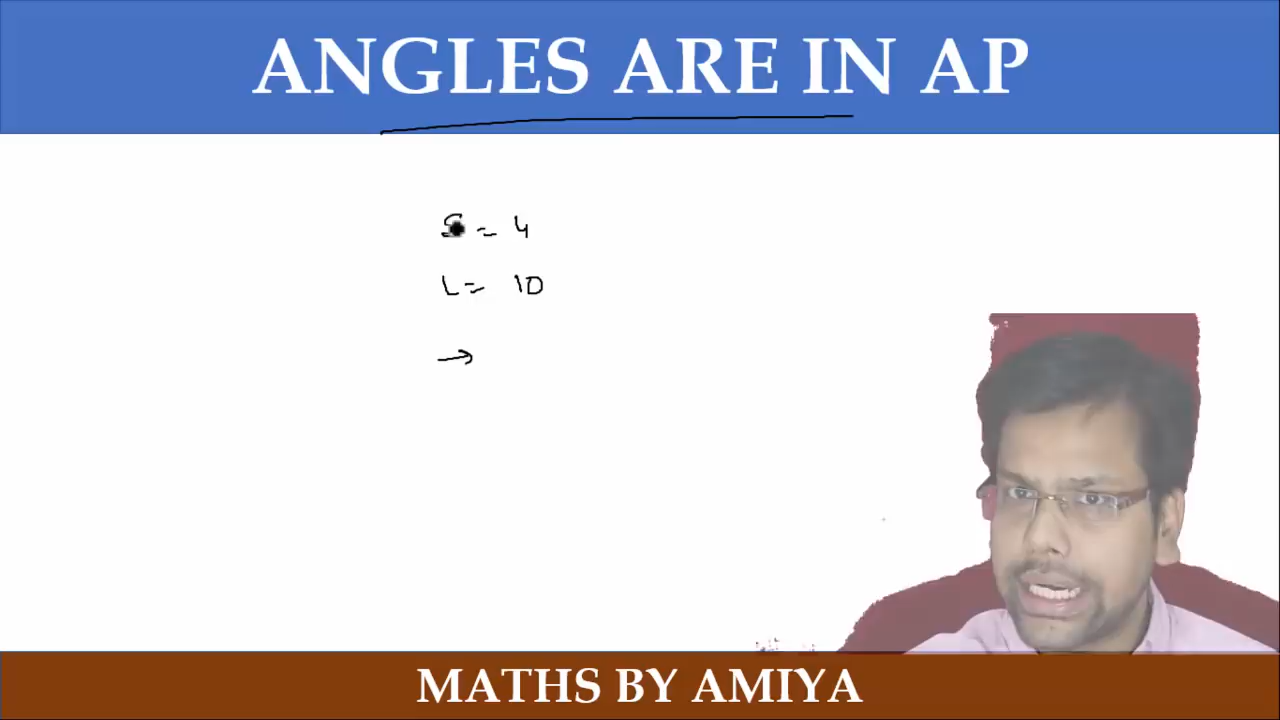 ANGLES ARE IN AP
S = 4
L = 10
→
MATHS BY AMIYA